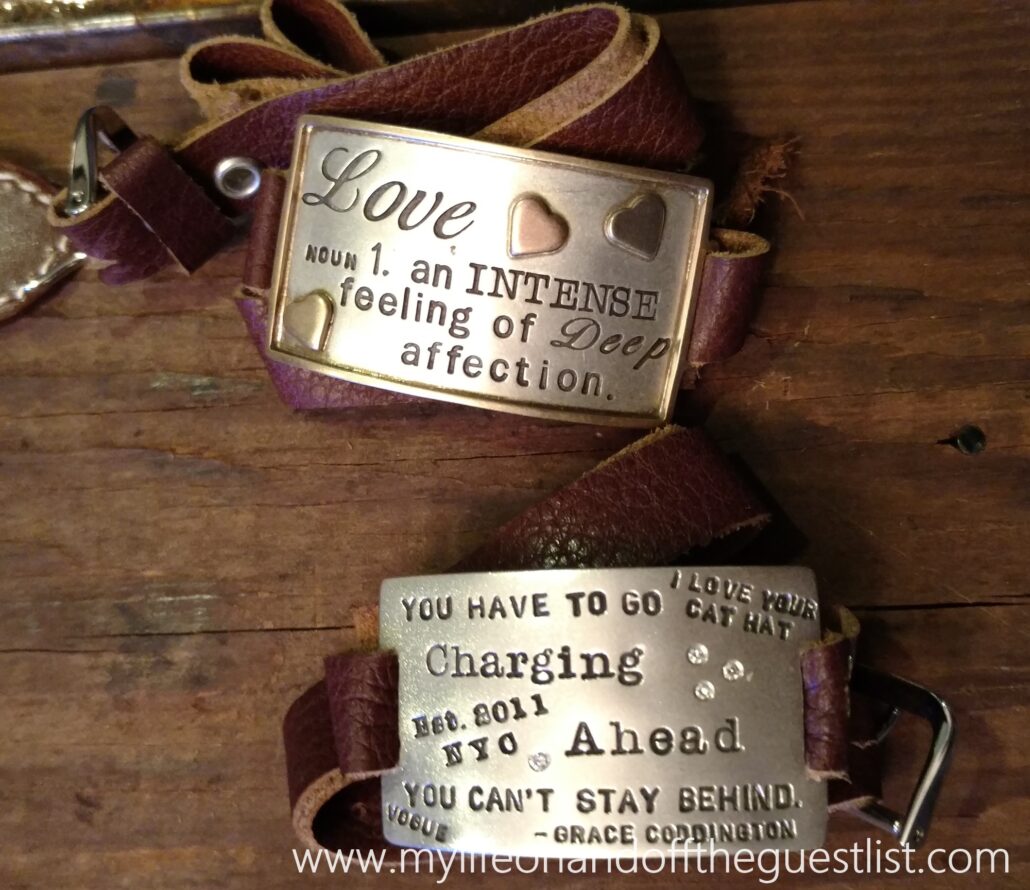 Love
NOUN 1. an INTENSE
feeling of Deep
affection.
YOU HAVE TO GO
I LOVE YOUR
CAT HAT
Charging
Est. 2011
NYC
Ahead
YOU CAN'T STAY BEHIND.
VOGUE
-GRACE CODDINGTON
www.mylifeonandofftheguestlist.com